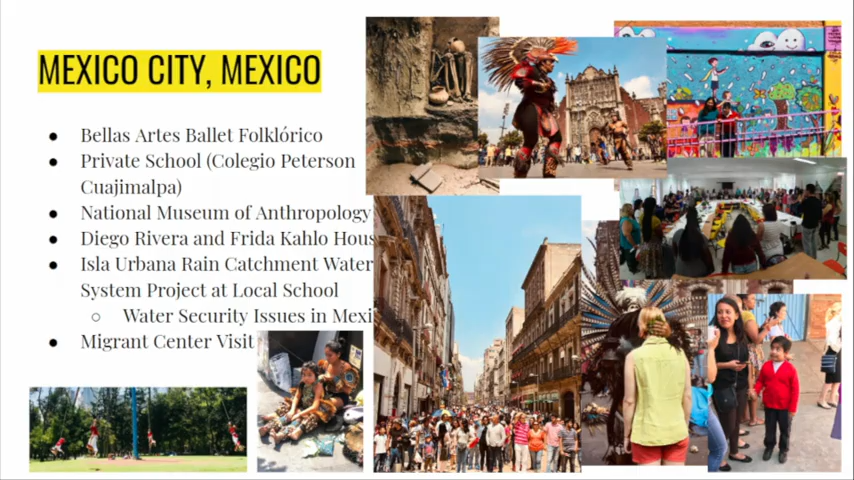 MEXICO CITY, MEXICO
● Bellas Artes Ballet Folklórico
● Private School (Colegio Peterson
Cuajimalpa)
● National Museum of Anthropology
● Diego Rivera and Frida Kahlo Hous
● Isla Urbana Rain Catchment Water
System Project at Local School
○ Water Security Issues in Mexi
● Migrant Center Visit